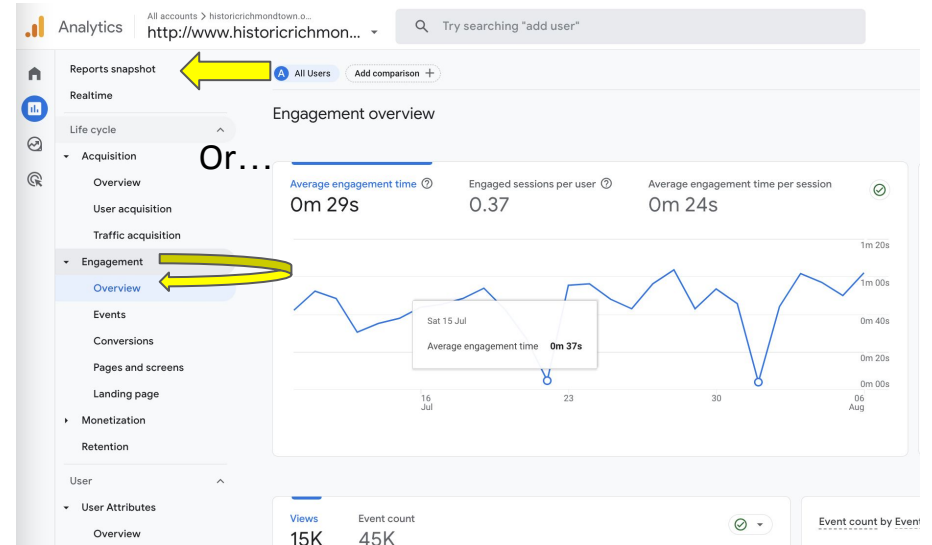 Analytics
All accounts > historicrichmondtown.o...
http://www.historicrichmon...
Try searching "add user"
Reports snapshot
Realtime
Life cycle
Acquisition
Overview
User acquisition
Traffic acquisition
Engagement
Overview
Events
Conversions
Pages and screens
Landing page
Monetization
Retention
User
User Attributes
Overview
Or...
A All Users
Add comparison +
Engagement overview
Average engagement time
0m 29s
Engaged sessions per user
0.37
Average engagement time per session
0m 24s
1m 20s
1m 00s
0m 40s
0m 20s
0m 00s
Sat 15 Jul
Average engagement time 0m 37s
16
Jul
23
30
06
Aug
Views
15K
Event count
45K
Event count by Event